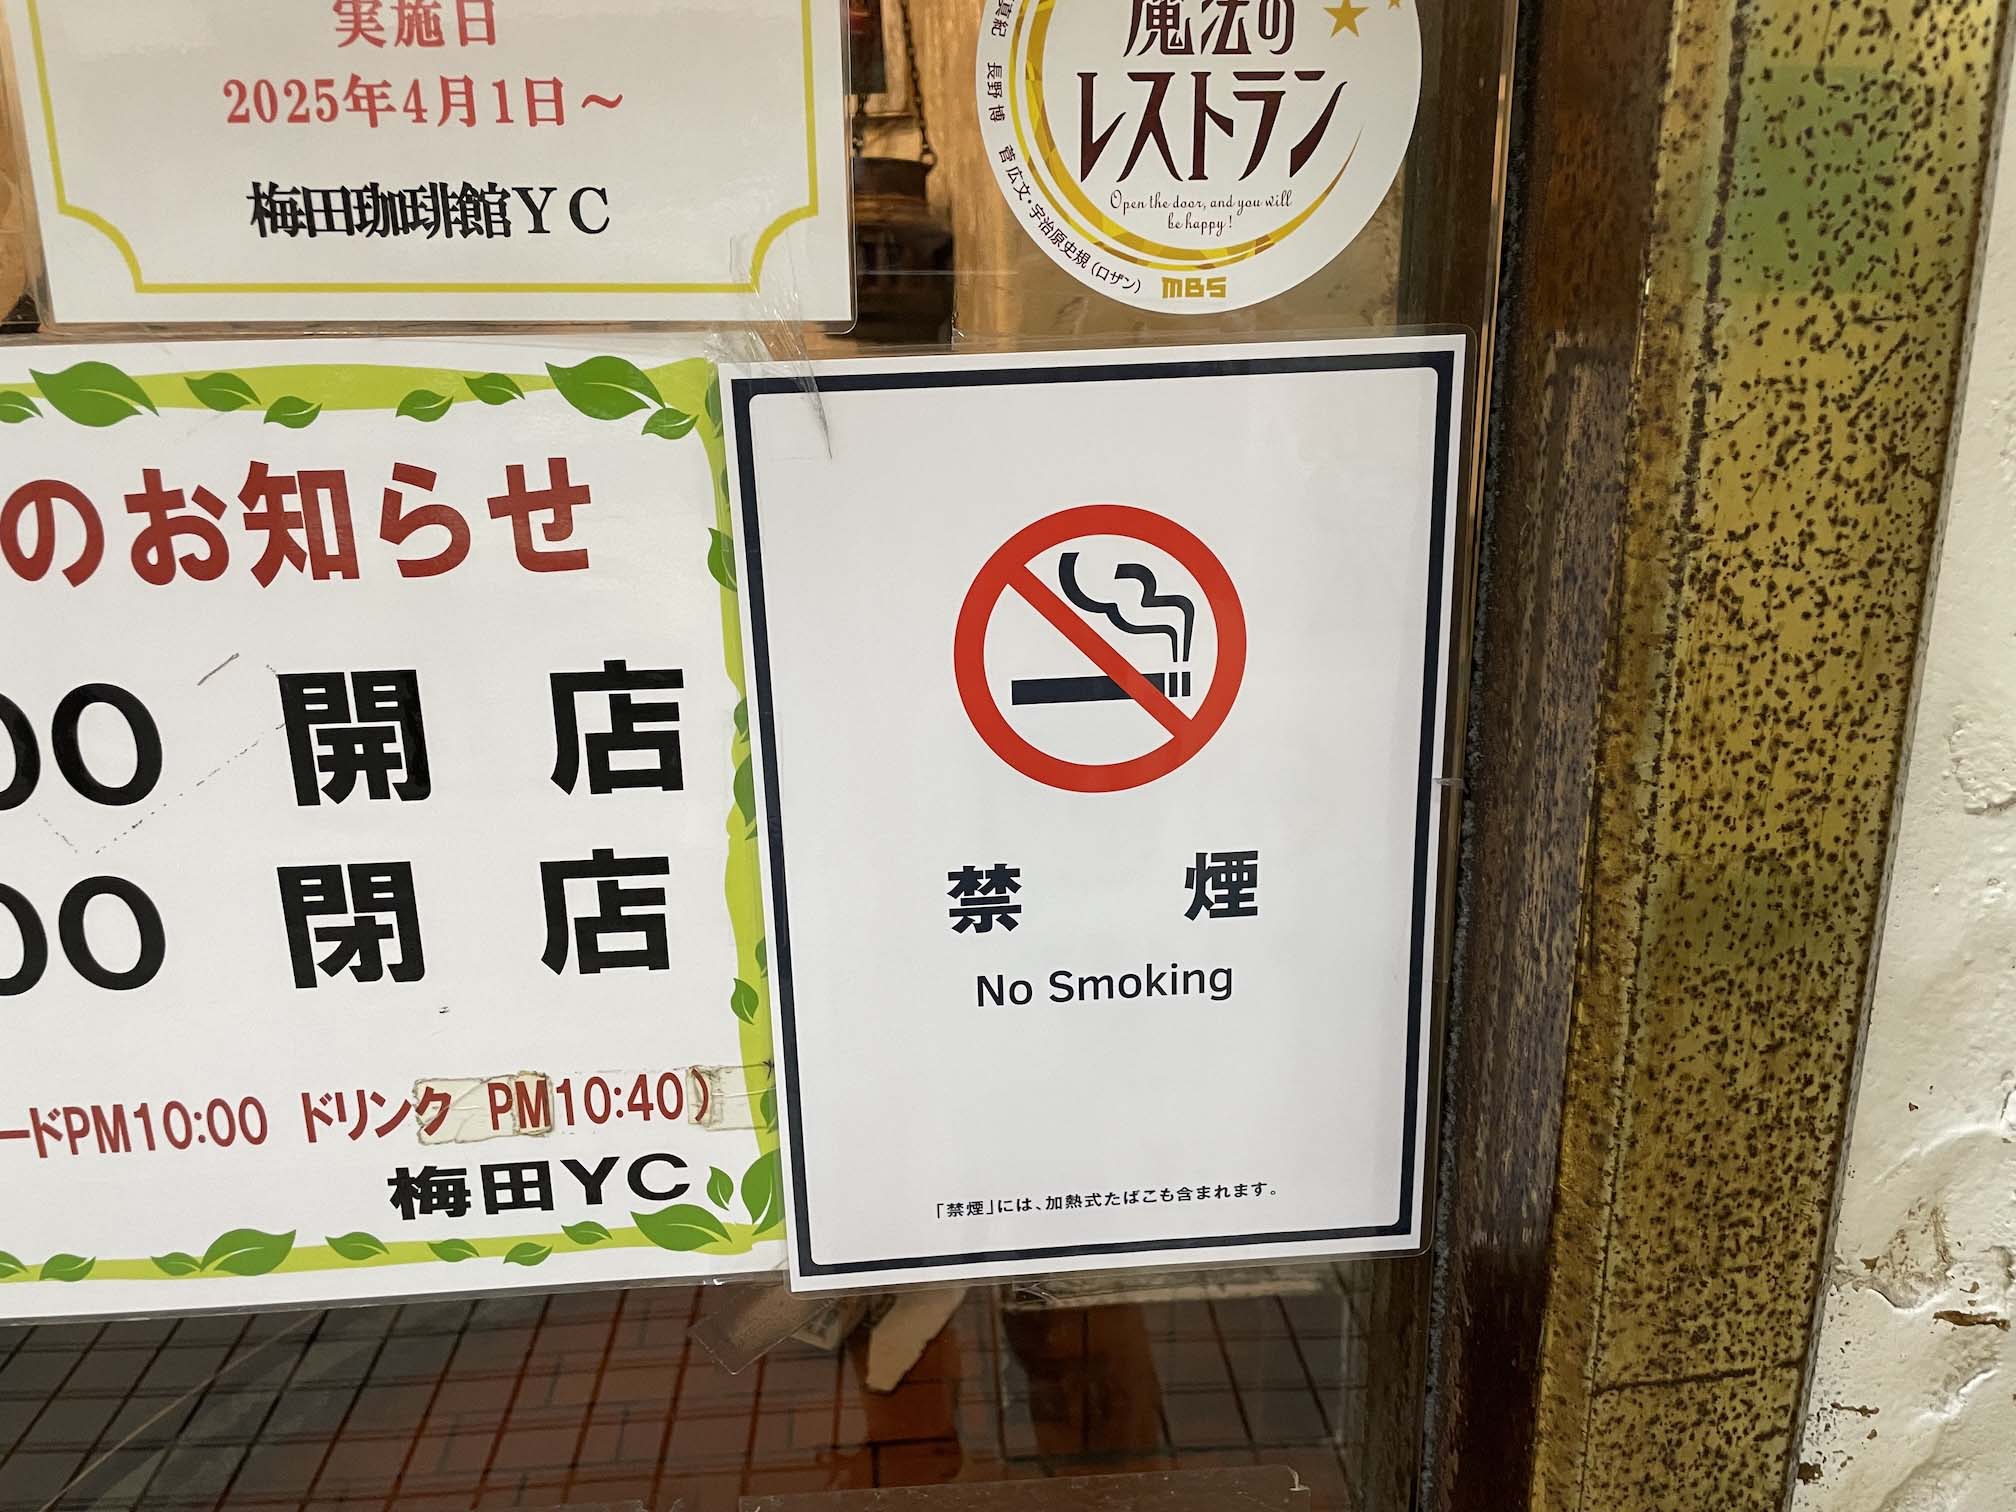 実施日
2025年4月1日～
梅田珈琲館YC
魔法の
レストラン
Open the door, and you will
be happy!
真紀 長野 博 菅 広文・宇治原史規(ロザン)
MBS
のお知らせ
00 開店
00 閉店
ードPM10:00 ドリンク PM10:40)
梅田YC
禁 煙
No Smoking
「禁煙」には、加熱式たばこも含まれます。